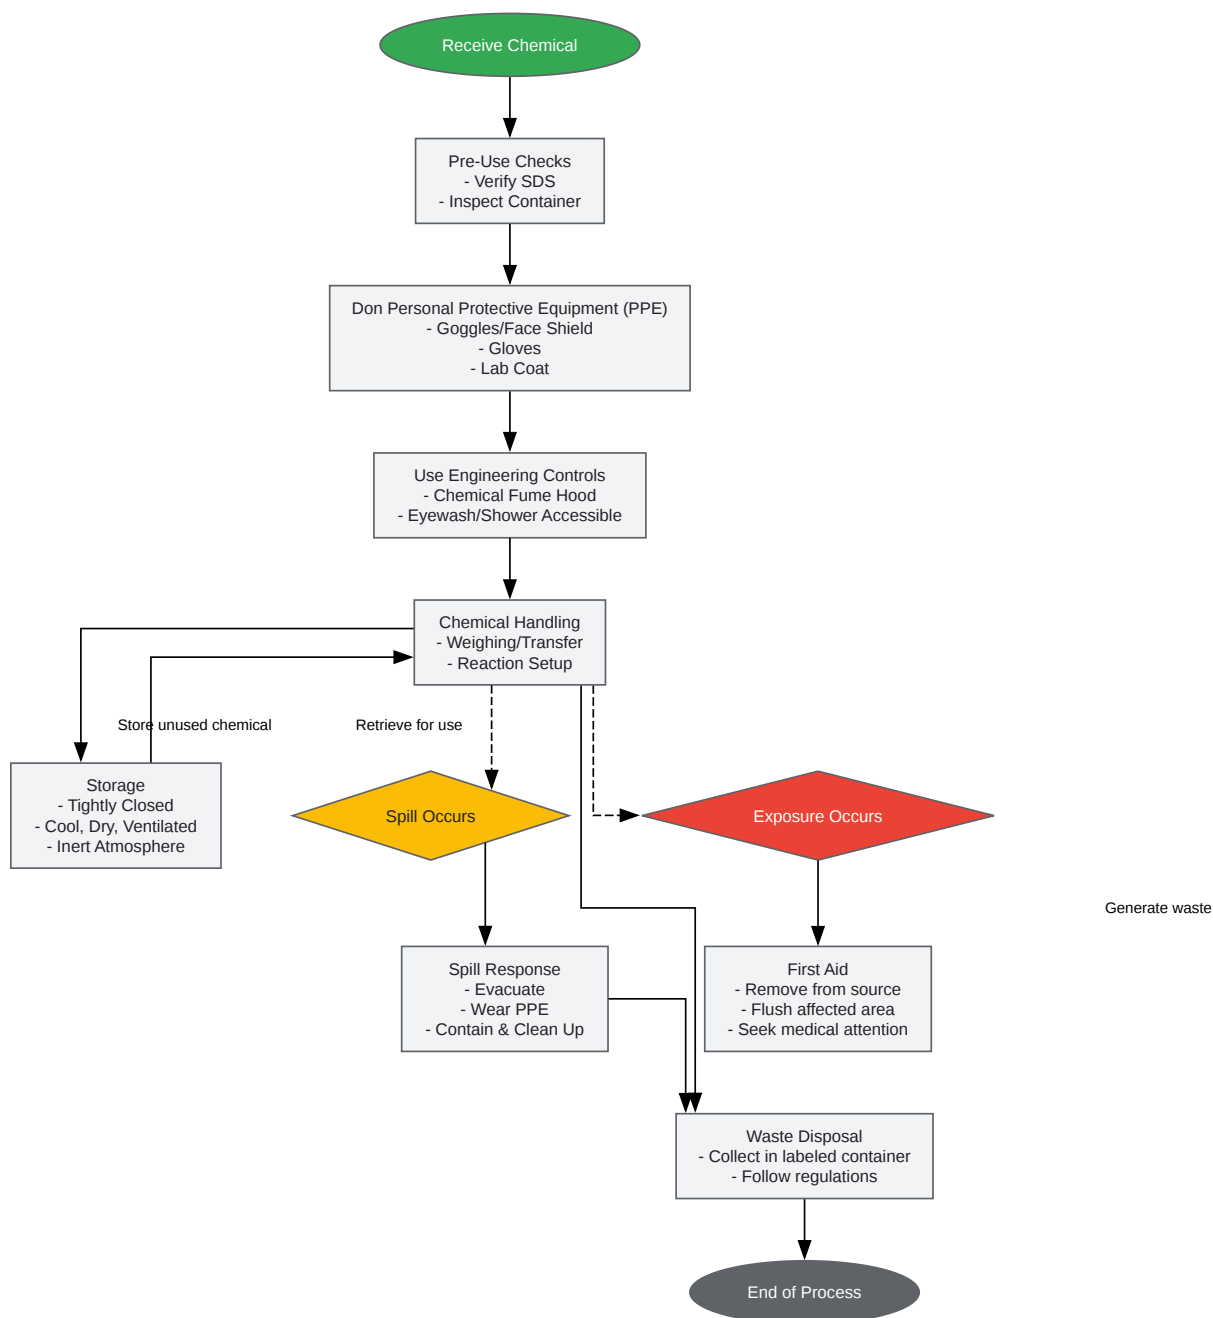 Receive Chemical
Pre-Use Checks
- Verify SDS
- Inspect Container
Don Personal Protective Equipment (PPE)
- Goggles/Face Shield
- Gloves
- Lab Coat
Use Engineering Controls
- Chemical Fume Hood
- Eyewash/Shower Accessible
Chemical Handling
- Weighing/Transfer
- Reaction Setup
Store unused chemical
Retrieve for use
Storage
- Tightly Closed
- Cool, Dry, Ventilated
- Inert Atmosphere
Spill Occurs
Exposure Occurs
Generate waste
Spill Response
- Evacuate
- Wear PPE
- Contain & Clean Up
First Aid
- Remove from source
- Flush affected area
- Seek medical attention
Waste Disposal
- Collect in labeled container
- Follow regulations
End of Process